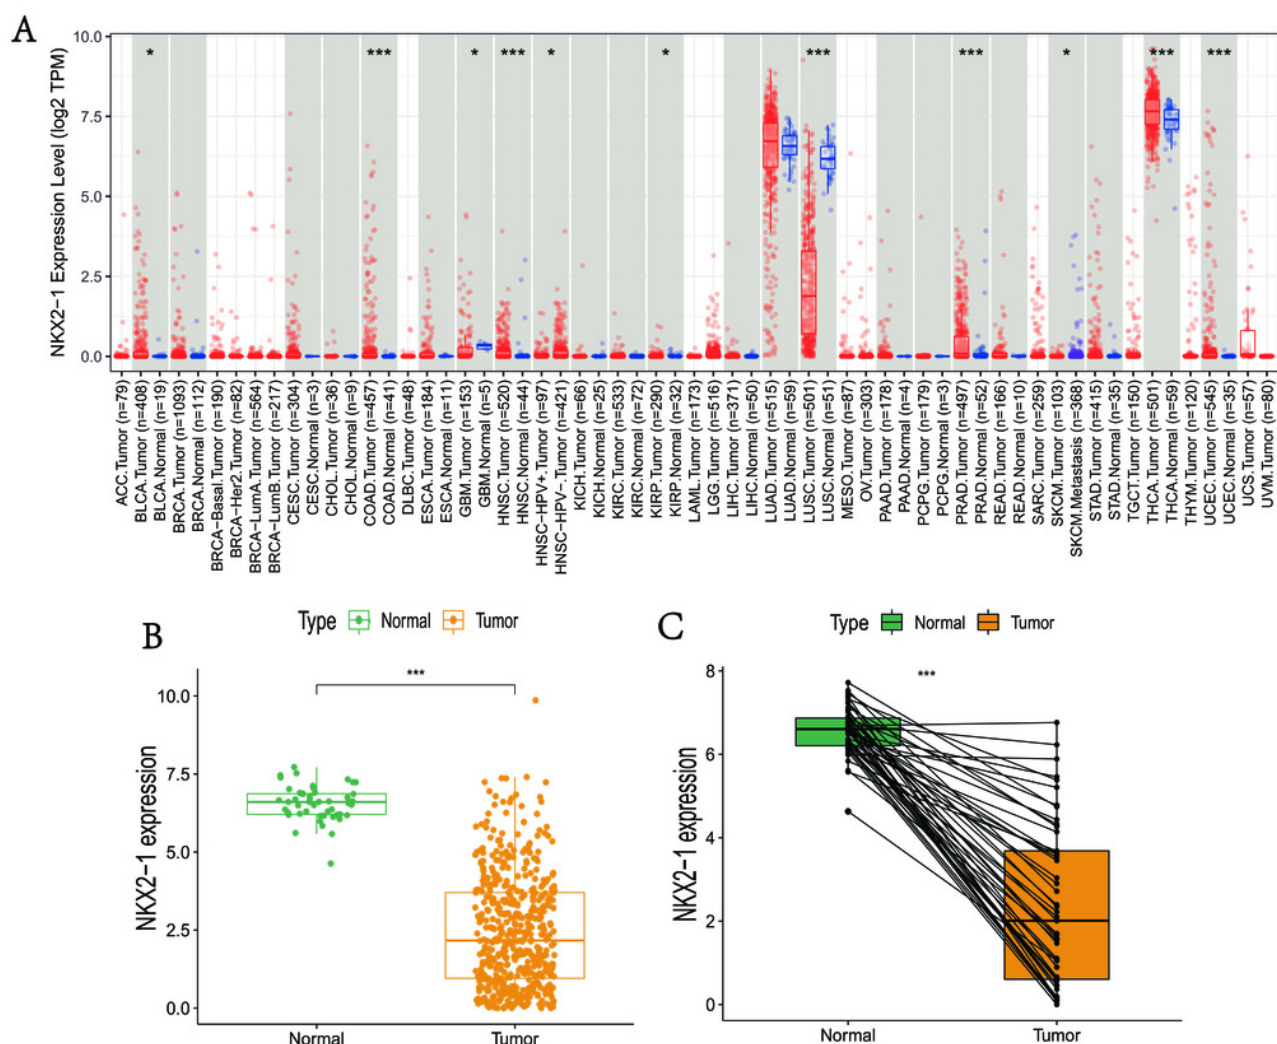 A
NKX2−1 Expression Level (log2 TPM)
10.0
7.5
5.0
2.5
0.0
*
***
*
***
*
*
***
***
*
***
***
ACC.Tumor (n=79)
BLCA.Tumor (n=408)
BLCA.Normal (n=19)
BRCA.Tumor (n=1093)
BRCA.Normal (n=112)
BRCA−Basal.Tumor (n=190)
BRCA−Her2.Tumor (n=82)
BRCA−LumA.Tumor (n=564)
BRCA−LumB.Tumor (n=217)
CESC.Tumor (n=304)
CESC.Normal (n=3)
CHOL.Tumor (n=36)
CHOL.Normal (n=9)
COAD.Tumor (n=457)
COAD.Normal (n=41)
DLBC.Tumor (n=48)
ESCA.Tumor (n=184)
ESCA.Normal (n=11)
GBM.Tumor (n=153)
GBM.Normal (n=5)
HNSC.Tumor (n=520)
HNSC.Normal (n=44)
HNSC−HPV+.Tumor (n=97)
HNSC−HPV−.Tumor (n=421)
KICH.Tumor (n=66)
KICH.Normal (n=25)
KIRC.Tumor (n=533)
KIRC.Normal (n=72)
KIRP.Tumor (n=290)
KIRP.Normal (n=32)
LAML.Tumor (n=173)
LGG.Tumor (n=516)
LIHC.Tumor (n=371)
LIHC.Normal (n=50)
LUAD.Tumor (n=515)
LUAD.Normal (n=59)
LUSC.Tumor (n=501)
LUSC.Normal (n=51)
MESO.Tumor (n=87)
OV.Tumor (n=303)
PAAD.Tumor (n=178)
PAAD.Normal (n=4)
PCPG.Tumor (n=179)
PCPG.Normal (n=3)
PRAD.Tumor (n=497)
PRAD.Normal (n=52)
READ.Tumor (n=166)
READ.Normal (n=10)
SARC.Tumor (n=259)
SKCM.Tumor (n=103)
SKCM.Metastasis (n=368)
STAD.Tumor (n=415)
STAD.Normal (n=35)
TGCT.Tumor (n=150)
THCA.Tumor (n=501)
THCA.Normal (n=59)
THYM.Tumor (n=120)
UCEC.Tumor (n=545)
UCEC.Normal (n=35)
UCS.Tumor (n=57)
UVM.Tumor (n=80)
B
Type Normal Tumor
NKX2−1 expression
***
10.0
7.5
5.0
2.5
0.0
Normal Tumor
C
Type Normal Tumor
NKX2−1 expression
***
8
6
4
2
0
Normal Tumor